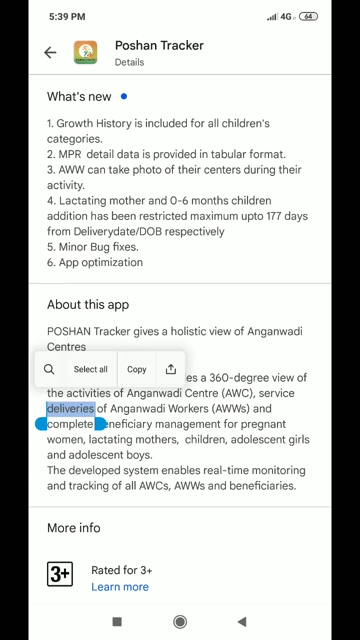 5:39 PM 4G 64
Poshan Tracker
Details
What's new
1. Growth History is included for all children's
categories.
2. MPR detail data is provided in tabular format.
3. AWW can take photo of their centers during their
activity.
4. Lactating mother and 0-6 months children
addition has been restricted maximum upto 177 days
from Deliverydate/DOB respectively
5. Minor Bug fixes.
6. App optimization
About this app
POSHAN Tracker gives a holistic view of Anganwadi
Centres
Select all Copy
es a 360-degree view of
the activities of Anganwadi Centre (AWC), service
deliveries of Anganwadi Workers (AWWs) and
complete beneficiary management for pregnant
women, lactating mothers, children, adolescent girls
and adolescent boys.
The developed system enables real-time monitoring
and tracking of all AWCs, AWWs and beneficiaries.
More info
3+ Rated for 3+
Learn more